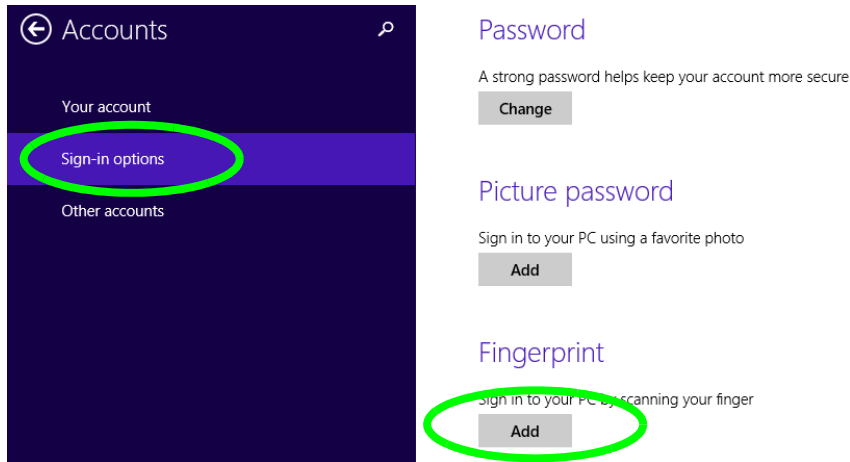 Accounts
Your account
Sign-in options
Other accounts
Password
A strong password helps keep your account more secure
Change
Picture password
Sign in to your PC using a favorite photo
Add
Fingerprint
Sign in to your PC by scanning your finger
Add